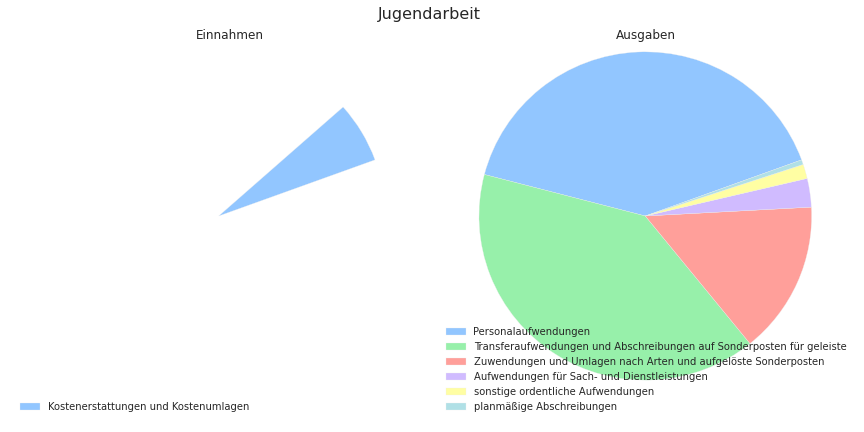 Jugendarbeit
Einnahmen
Ausgaben
Kostenerstattungen und Kostenumlagen
Personalaufwendungen
Transferaufwendungen und Abschreibungen auf Sonderposten für geleiste
Zuwendungen und Umlagen nach Arten und aufgelöste Sonderposten
Aufwendungen für Sach- und Dienstleistungen
sonstige ordentliche Aufwendungen
planmäßige Abschreibungen